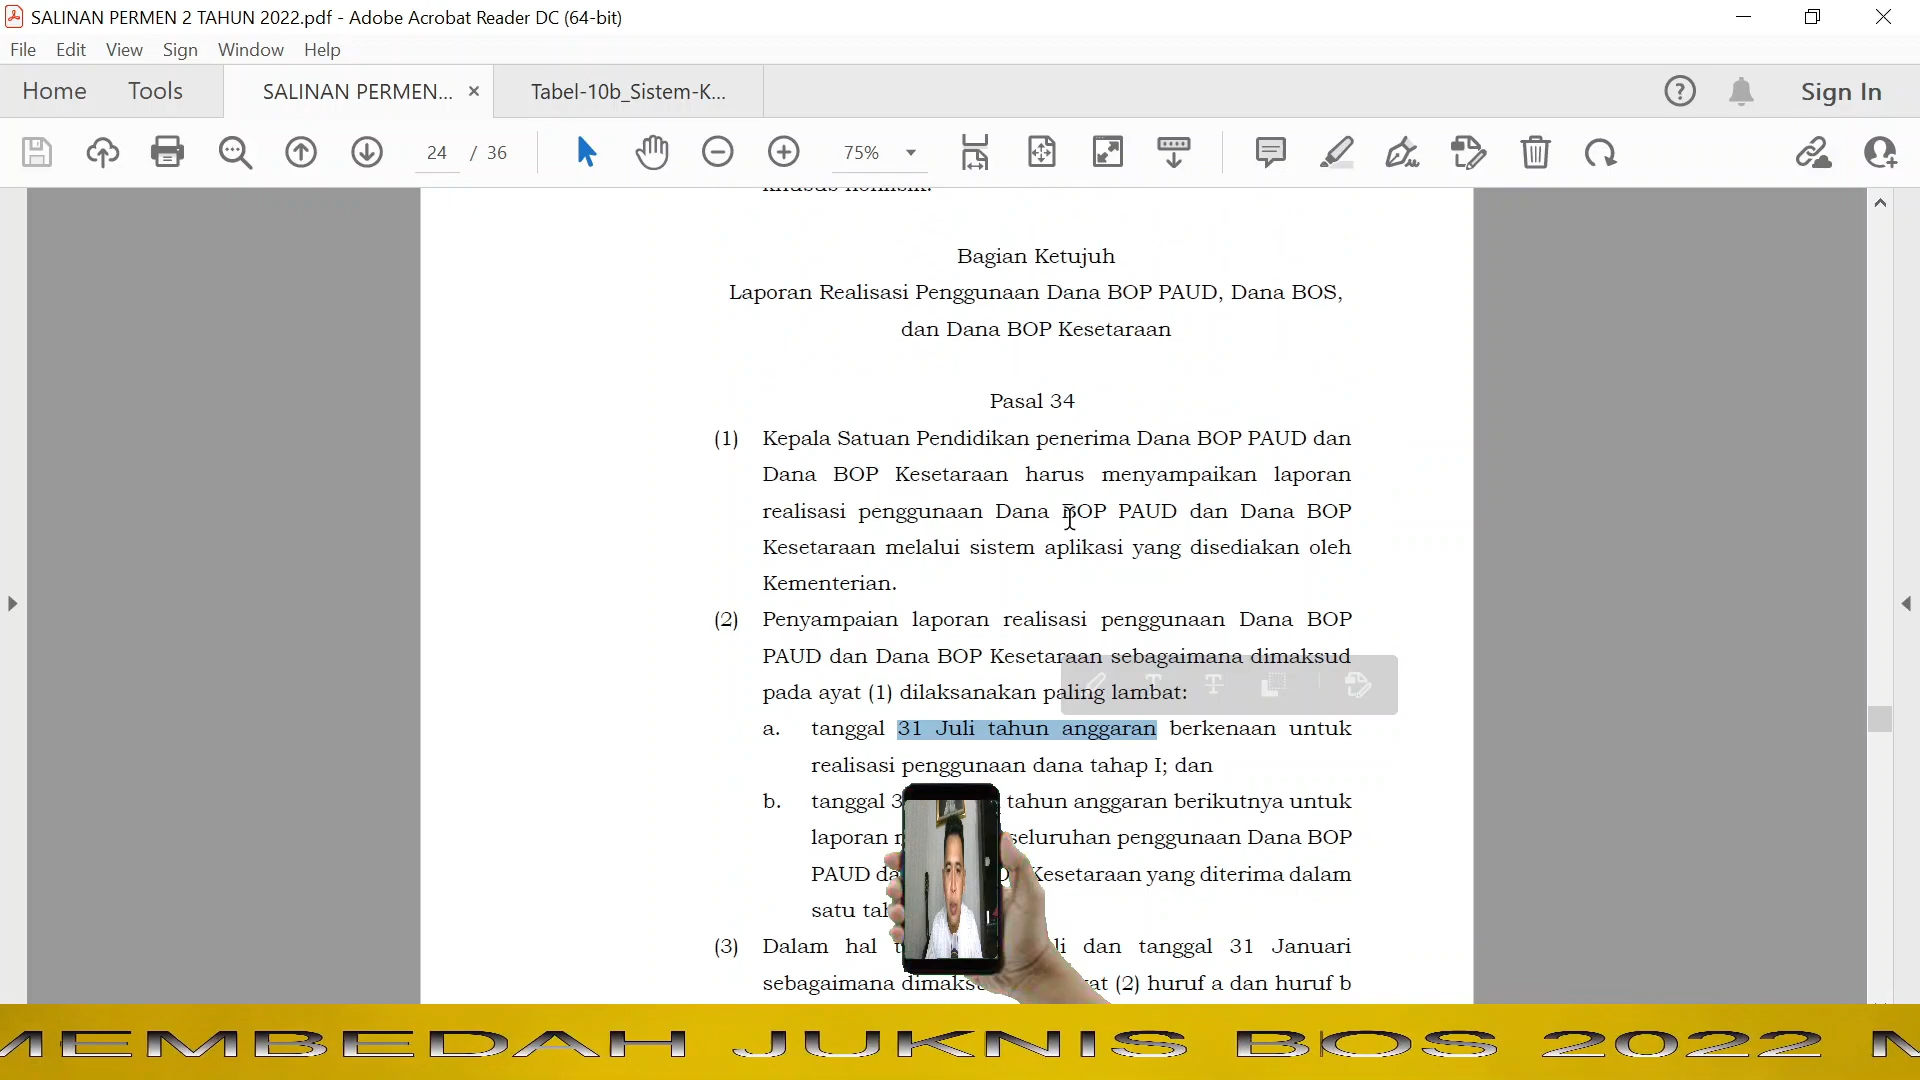 SALINAN PERMEN 2 TAHUN 2022.pdf - Adobe Acrobat Reader DC (64-bit)
File Edit View Sign Window Help
Home Tools SALINAN PERMEN... × Tabel-10b_Sistem-K... Sign In
24 / 36 75%
Bagian Ketujuh
Laporan Realisasi Penggunaan Dana BOP PAUD, Dana BOS,
dan Dana BOP Kesetaraan
Pasal 34
(1) Kepala Satuan Pendidikan penerima Dana BOP PAUD dan
Dana BOP Kesetaraan harus menyampaikan laporan
realisasi penggunaan Dana BOP PAUD dan Dana BOP
Kesetaraan melalui sistem aplikasi yang disediakan oleh
Kementerian.
(2) Penyampaian laporan realisasi penggunaan Dana BOP
PAUD dan Dana BOP Kesetaraan sebagaimana dimaksud
pada ayat (1) dilaksanakan paling lambat:
a. tanggal 31 Juli tahun anggaran berkenaan untuk
realisasi penggunaan dana tahap I; dan
b. tanggal tahun anggaran berikutnya untuk
laporan penggunaan Dana BOP
PAUD Kesetaraan yang diterima dalam
satu
(3) Dalam hal dan tanggal 31 Januari
sebagaimana (2) huruf a dan huruf b
MEMBEDAH JUKNIS BOS 2022